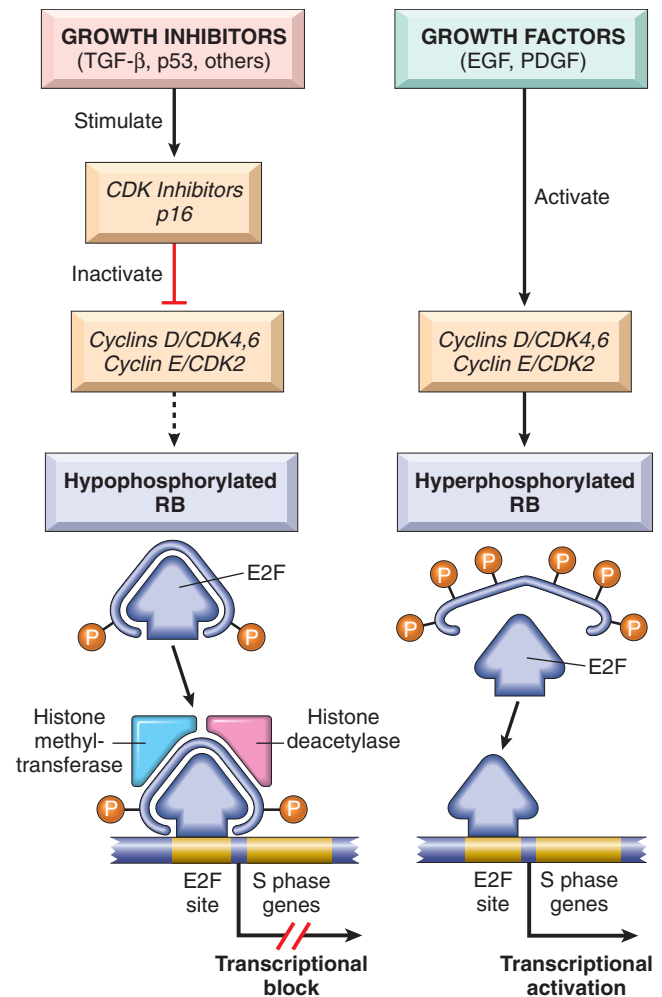 GROWTH INHIBITORS
(TGF-β, p53, others)
Stimulate
CDK Inhibitors
p16
Inactivate
Cyclins D/CDK4,6
Cyclin E/CDK2
Hypophosphorylated
RB
E2F
P
P
Histone
methyl-
transferase
Histone
deacetylase
P
P
E2F
site
S phase
genes
Transcriptional
block
GROWTH FACTORS
(EGF, PDGF)
Activate
Cyclins D/CDK4,6
Cyclin E/CDK2
Hyperphosphorylated
RB
P
P
P
P
P
P
E2F
E2F
site
S phase
genes
Transcriptional
activation